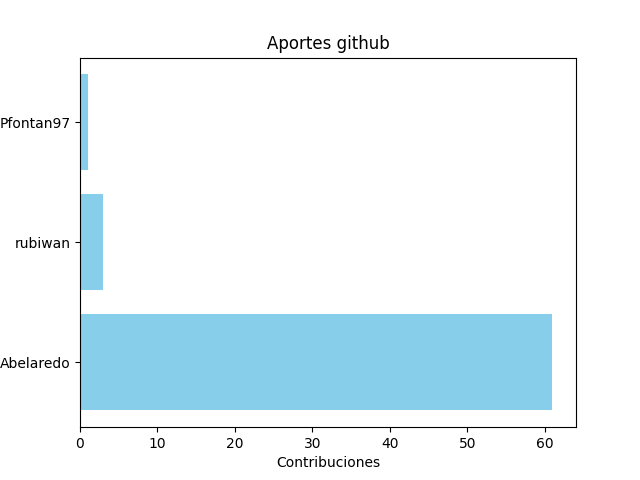 Aportes github
Pfontan97
rubiwan
Abelaredo
0 10 20 30 40 50 60
Contribuciones